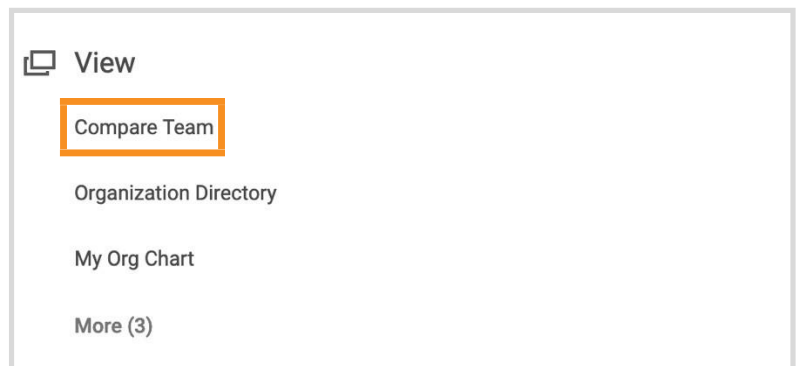 View
Compare Team
Organization Directory
My Org Chart
More (3)